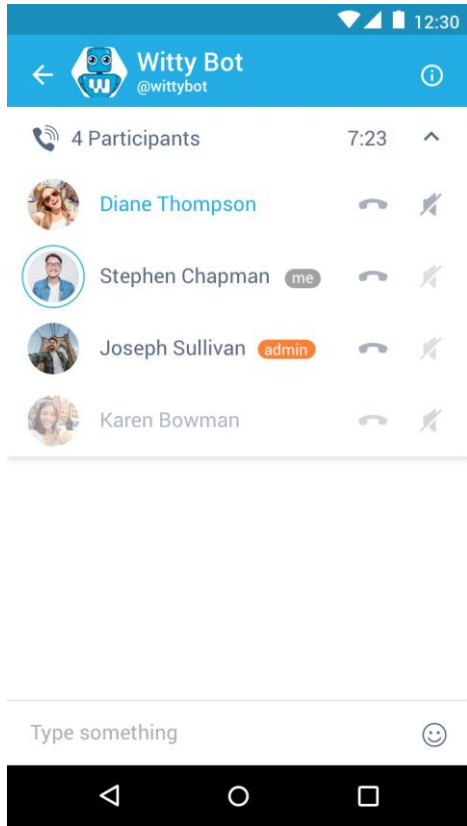 12:30
Witty Bot
@wittybot
W
4 Participants 7:23
Diane Thompson
Stephen Chapman me
Joseph Sullivan admin
Karen Bowman
Type something